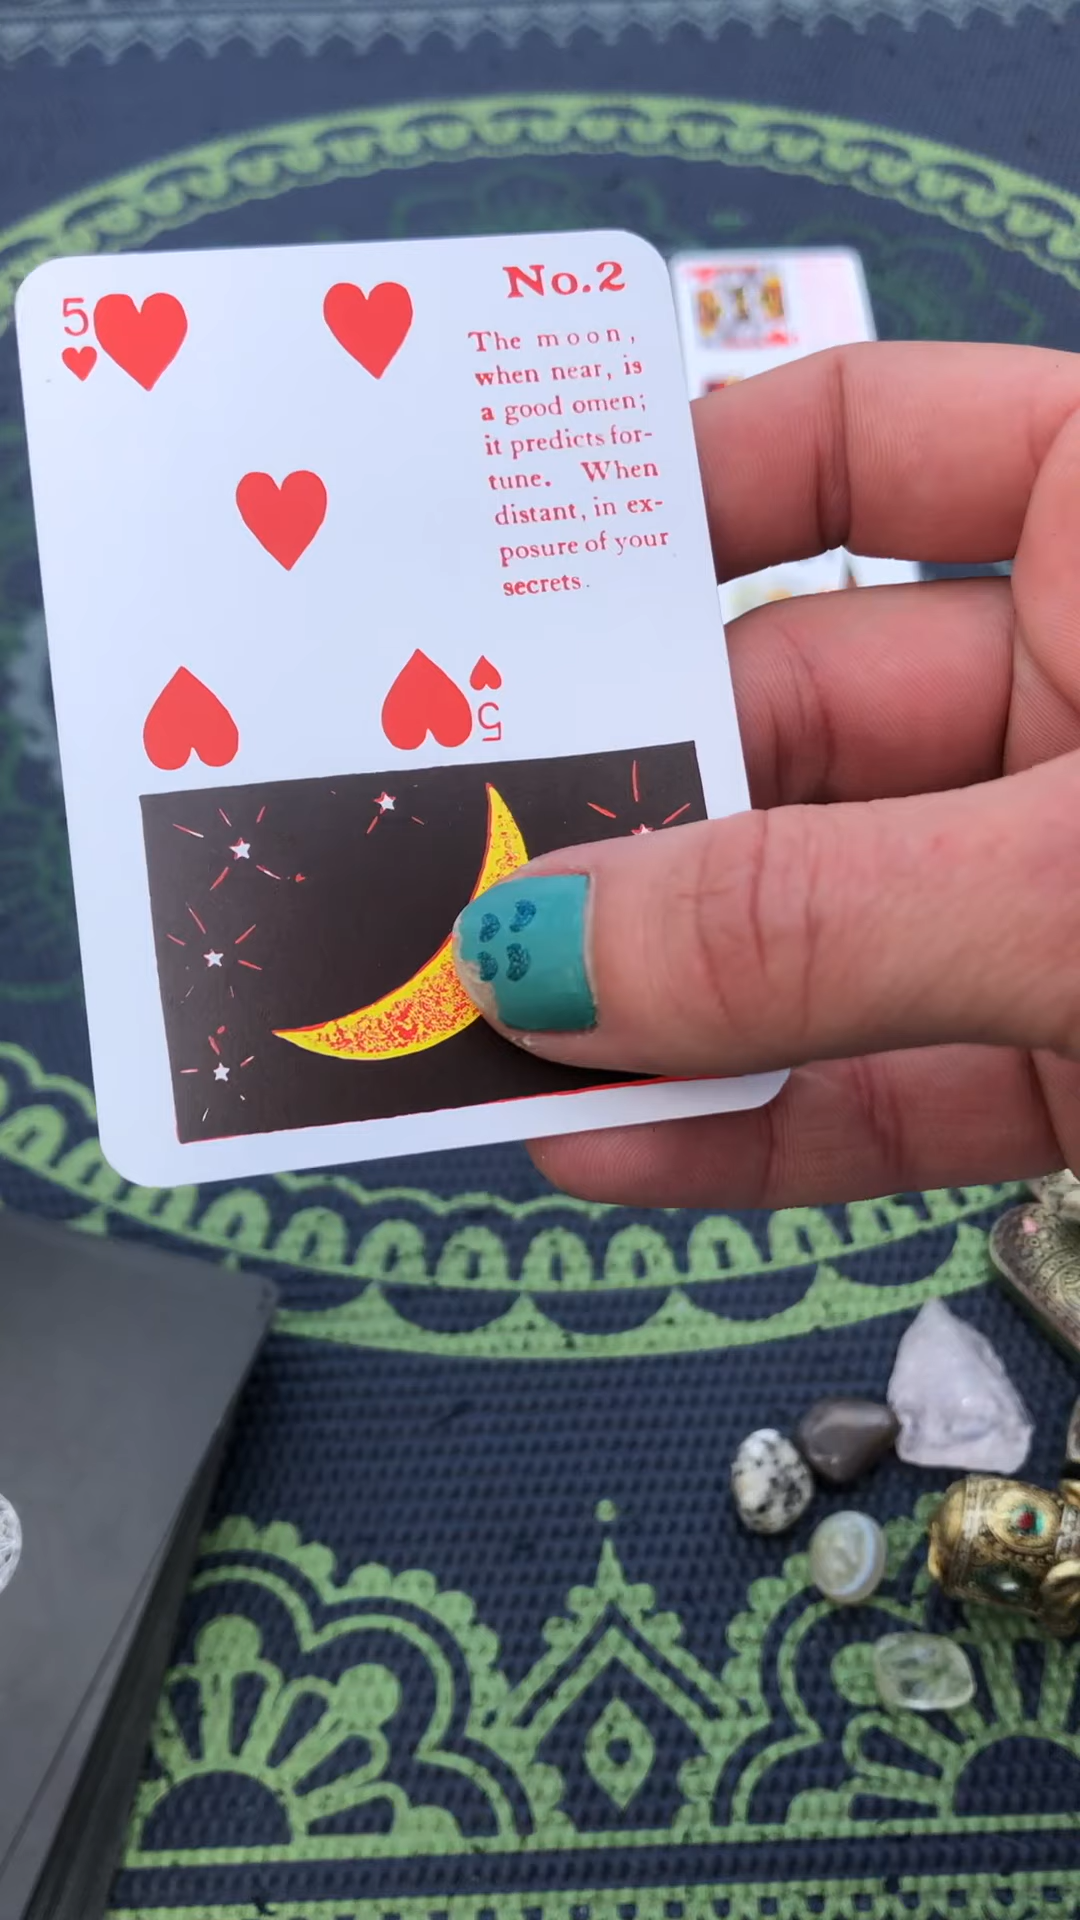 5
No.2
The moon,
when near, is
a good omen;
it predicts for-
tune. When
distant, in ex-
posure of your
secrets.
5